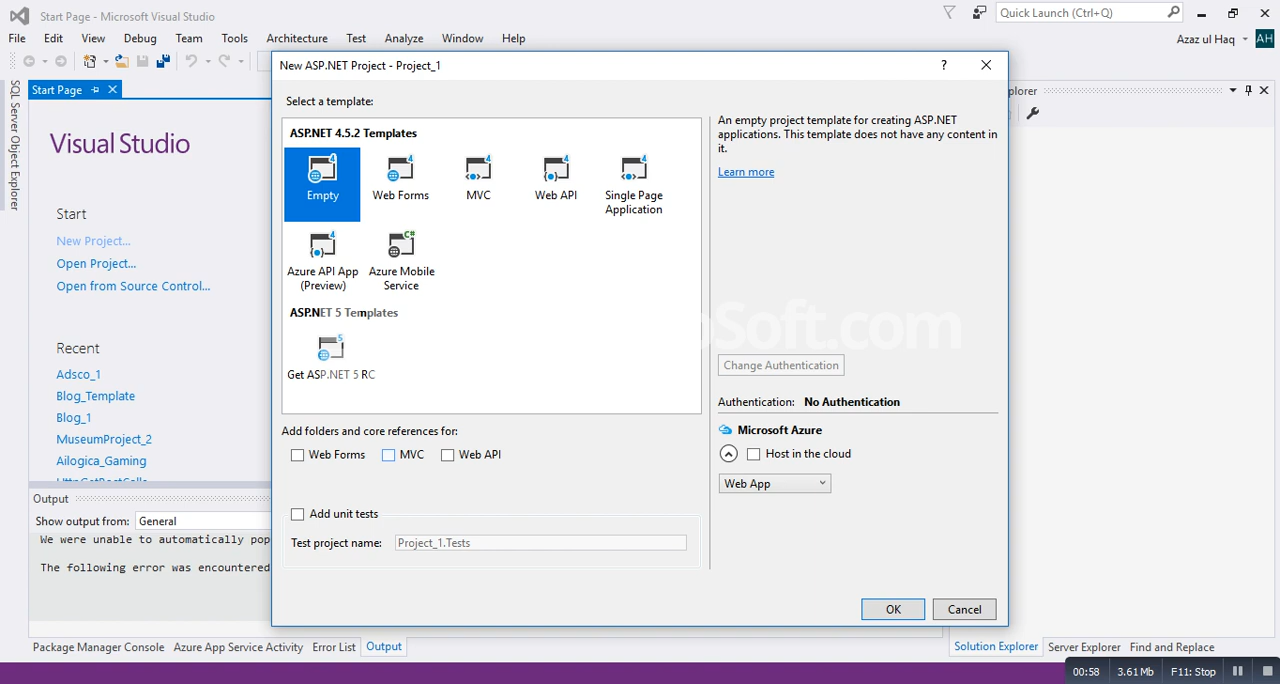 Start Page - Microsoft Visual Studio
Quick Launch (Ctrl+Q)
File Edit View Debug Team Tools Architecture Test Analyze Window Help
Azaz ul Haq AH
SQL Server Object Explorer
Start Page
Visual Studio
Start
New Project...
Open Project...
Open from Source Control...
Recent
Adsco_1
Blog_Template
Blog_1
MuseumProject_2
Ailogica_Gaming
New ASP.NET Project - Project_1
?
Select a template:
ASP.NET 4.5.2 Templates
Empty
Web Forms
MVC
Web API
Single Page
Application
Azure API App
(Preview)
Azure Mobile
Service
ASP.NET 5 Templates
Get ASP.NET 5 RC
An empty project template for creating ASP.NET
applications. This template does not have any content in
it.
Learn more
Soft.com
Change Authentication
Authentication: No Authentication
Microsoft Azure
Host in the cloud
Web App
Add folders and core references for:
Web Forms MVC Web API
Add unit tests
Test project name: Project_1.Tests
OK Cancel
plorer
Output
Show output from: General
We were unable to automatically pop
The following error was encountered
Package Manager Console Azure App Service Activity Error List Output
Solution Explorer Server Explorer Find and Replace
00:58 3.61Mb F11: Stop